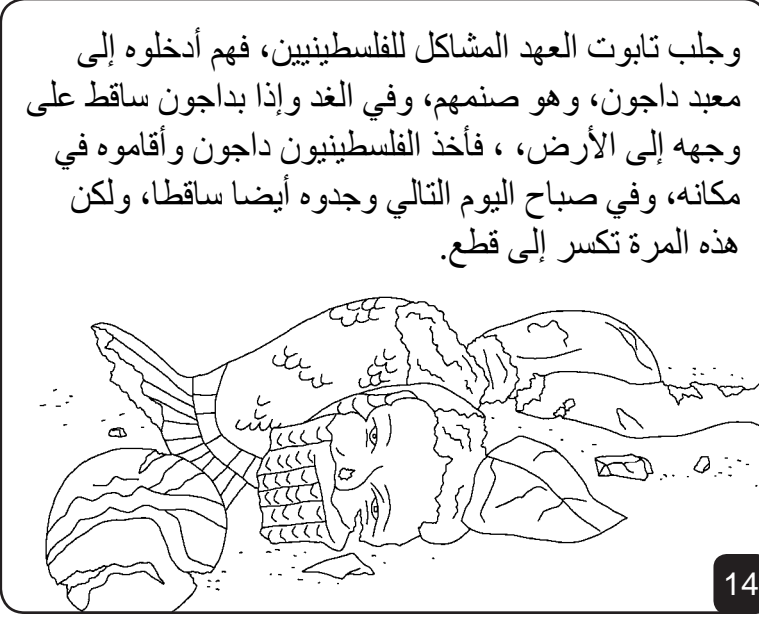 وجلب تابوت العهد المشاكل للفلسطينيين، فهم أدخلوه إلى
معبد داجون، وهو صنمهم، وفي الغد وإذا بداجون ساقط على
وجهه إلى الأرض، ، فأخذ الفلسطينيون داجون وأقاموه في
مكانه، وفي صباح اليوم التالي وجدوه أيضا ساقطا، ولكن
هذه المرة تكسر إلى قطع.
14